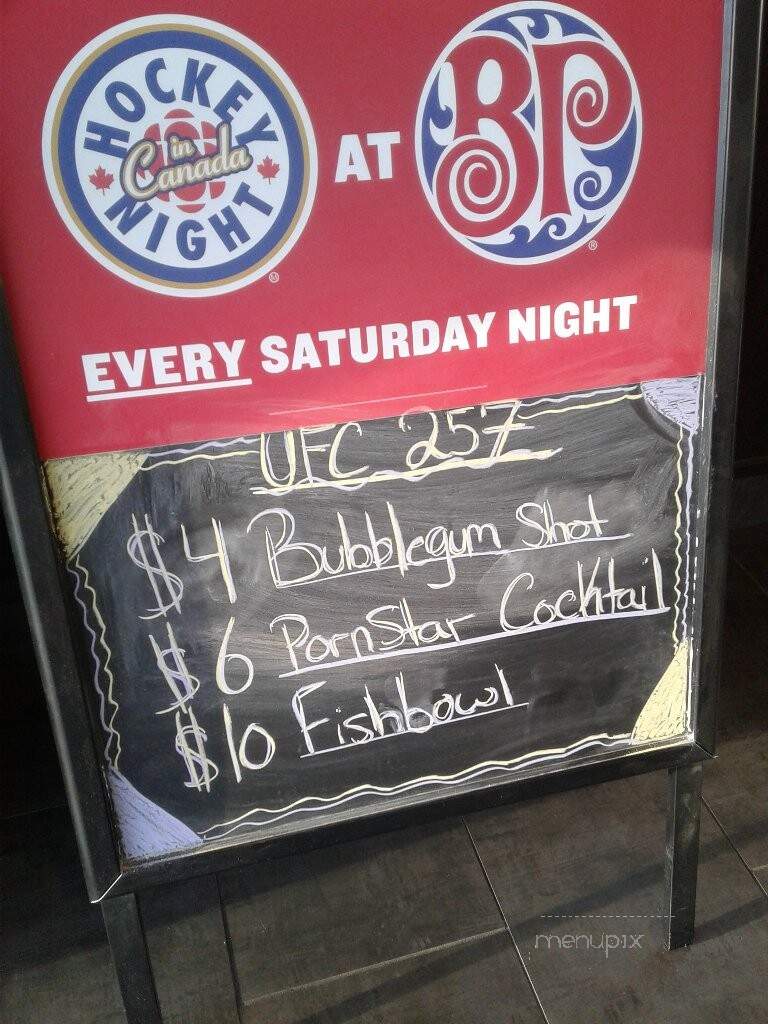 HOCKEY
in
Canada
NIGHT
AT
BP
EVERY SATURDAY NIGHT
UFC 257
$4 Bubblegum Shot
$6 PornStar Cocktail
$10 Fishbowl
menupix